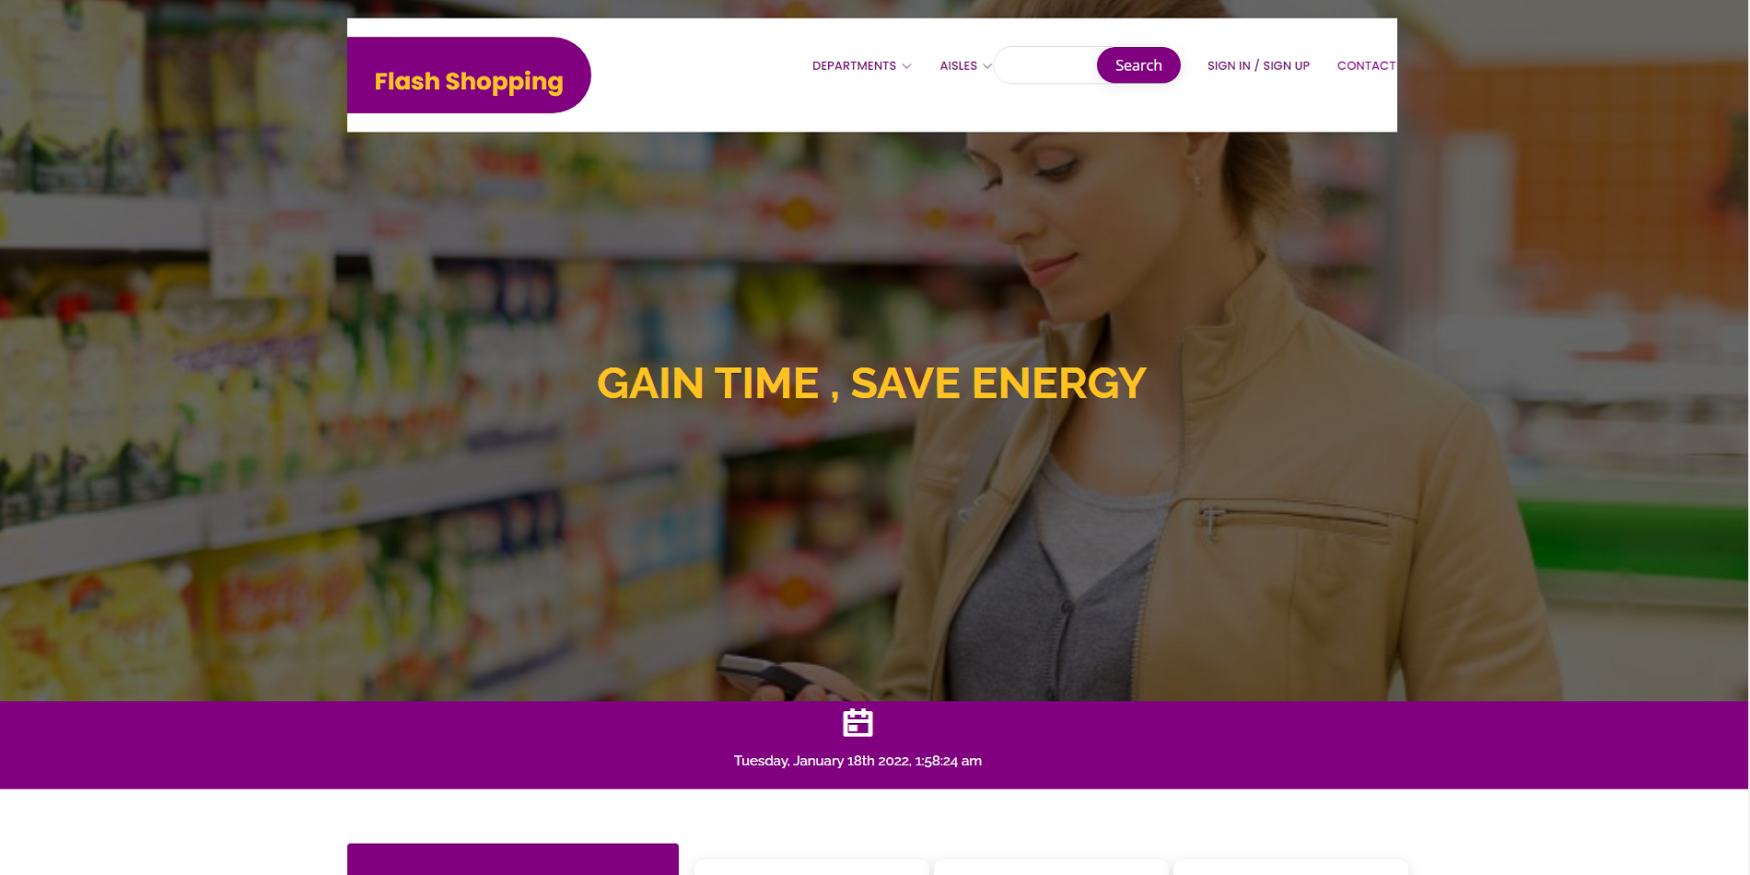 Flash Shopping
DEPARTMENTS
AISLES
Search
SIGN IN / SIGN UP
CONTACT
GAIN TIME , SAVE ENERGY
Tuesday, January 18th 2022, 1:58:24 am